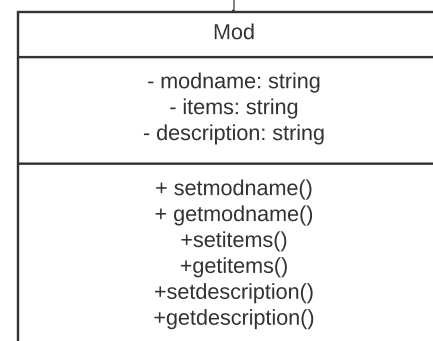 Mod
- modname: string
- items: string
- description: string
+ setmodname()
+ getmodname()
+setitems()
+getitems()
+setdescription()
+getdescription()